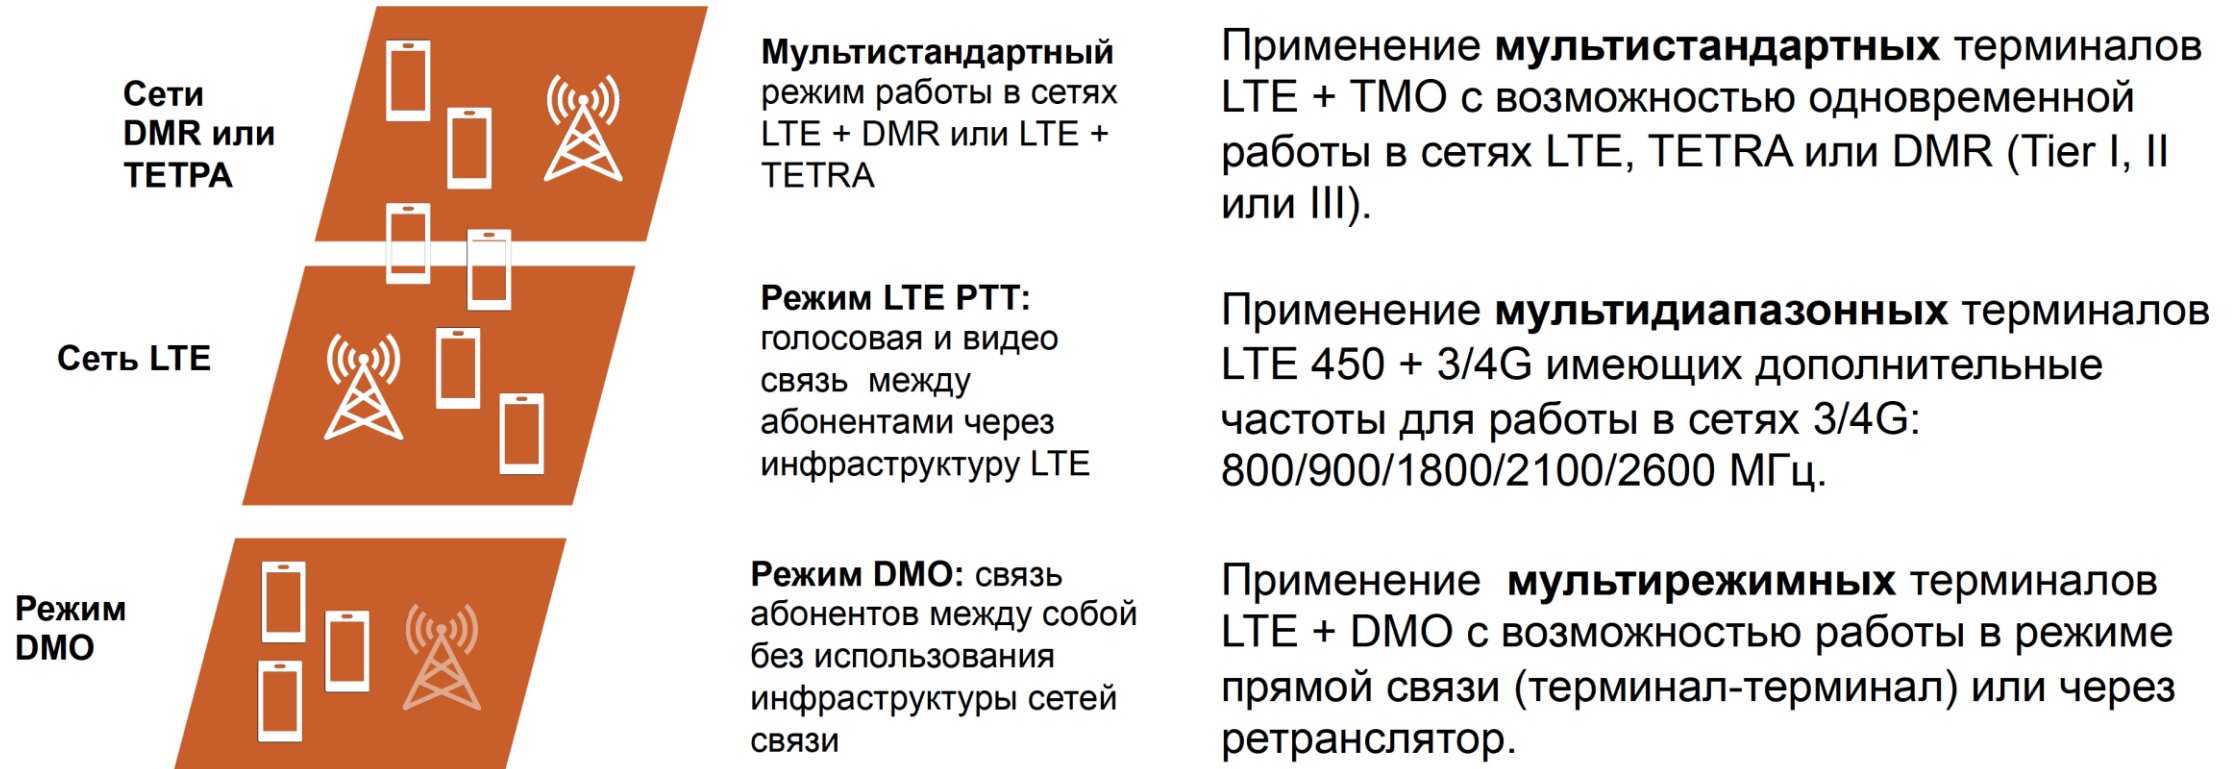 Сети
DMR или
TETPA
Мультистандартный
режим работы в сетях
LTE + DMR или LTE +
TETRA
Применение мультистандартных терминалов
LTE + TMO с возможностью одновременной
работы в сетях LTE, TETRA или DMR (Tier I, II
или III).
Сеть LTE
Режим LTE PTT:
голосовая и видео
связь между
абонентами через
инфраструктуру LTE
Применение мультидиапазонных терминалов
LTE 450 + 3/4G имеющих дополнительные
частоты для работы в сетях 3/4G:
800/900/1800/2100/2600 МГц.
Режим
DMO
Режим DMO: связь
абонентов между собой
без использования
инфраструктуры сетей
связи
Применение мультирежимных терминалов
LTE + DMO с возможностью работы в режиме
прямой связи (терминал-терминал) или через
ретранслятор.